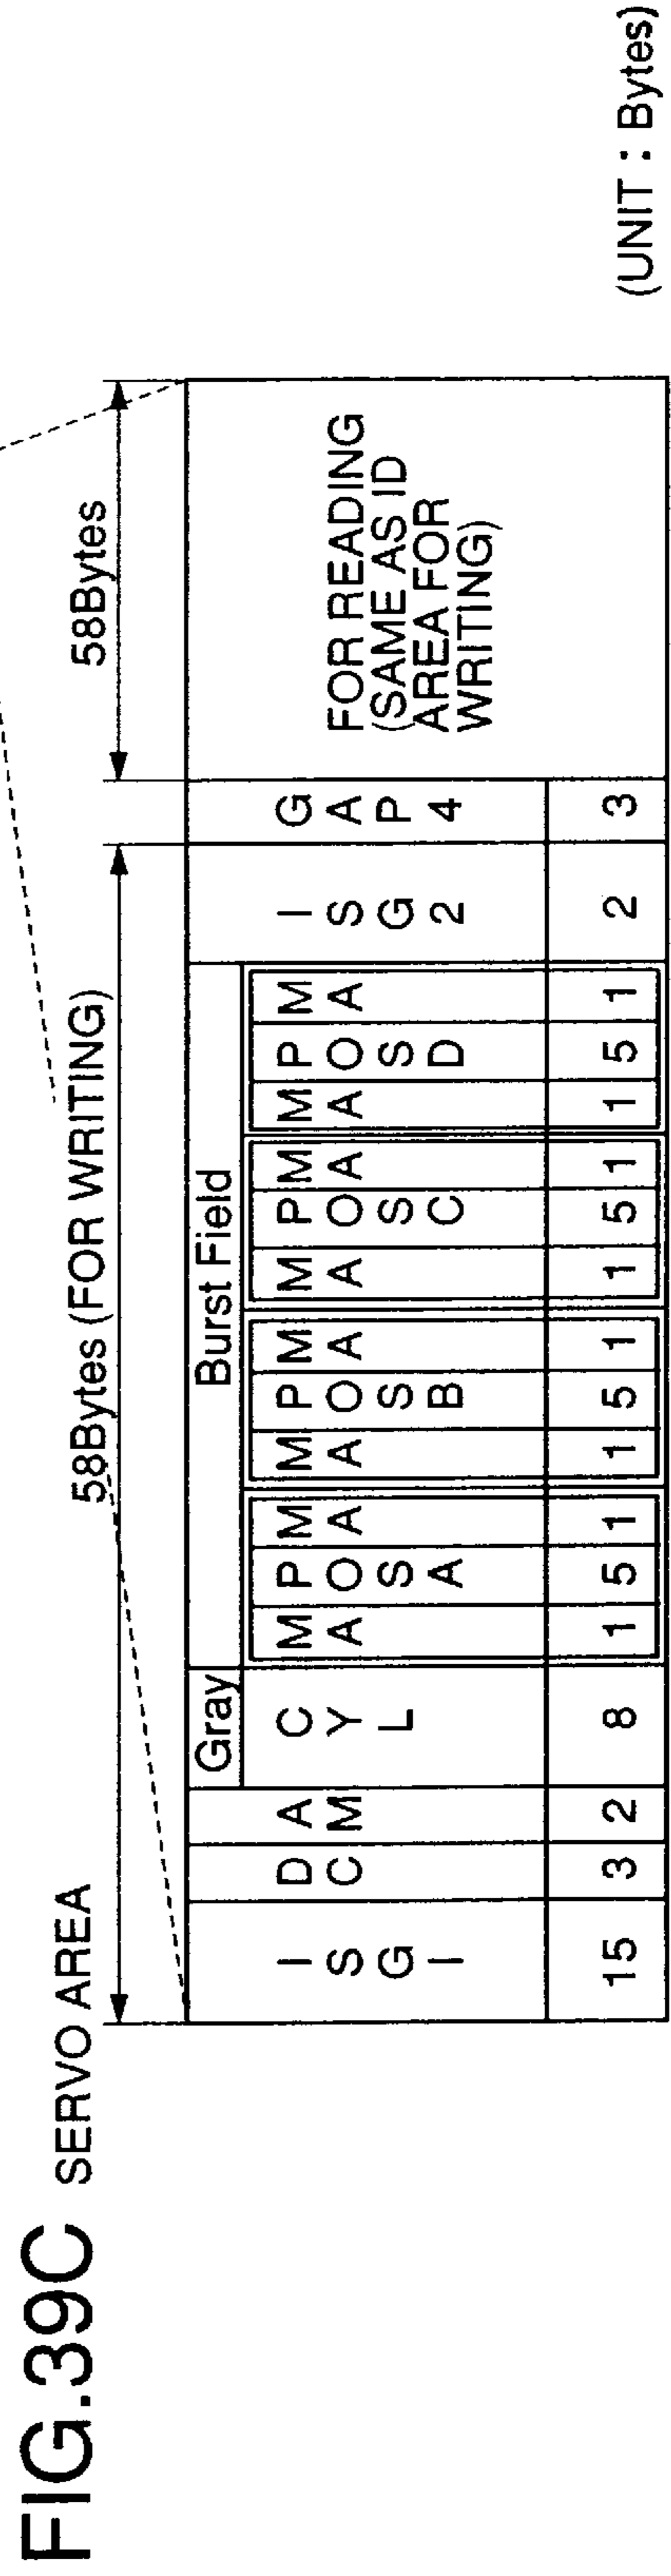 FIG.39C SERVO AREA
58Bytes (FOR WRITING)
58Bytes
ISGI
DC
AM
Gray
CYL
Burst Field
MA
POSA
MA
MA
POSB
MA
MA
POSC
MA
MA
POSD
MA
ISG2
GAP4
FOR READING
(SAME AS ID
AREA FOR
WRITING)
15 3 2 8 1 5 1 1 5 1 1 5 1 1 5 1 2 3
(UNIT : Bytes)